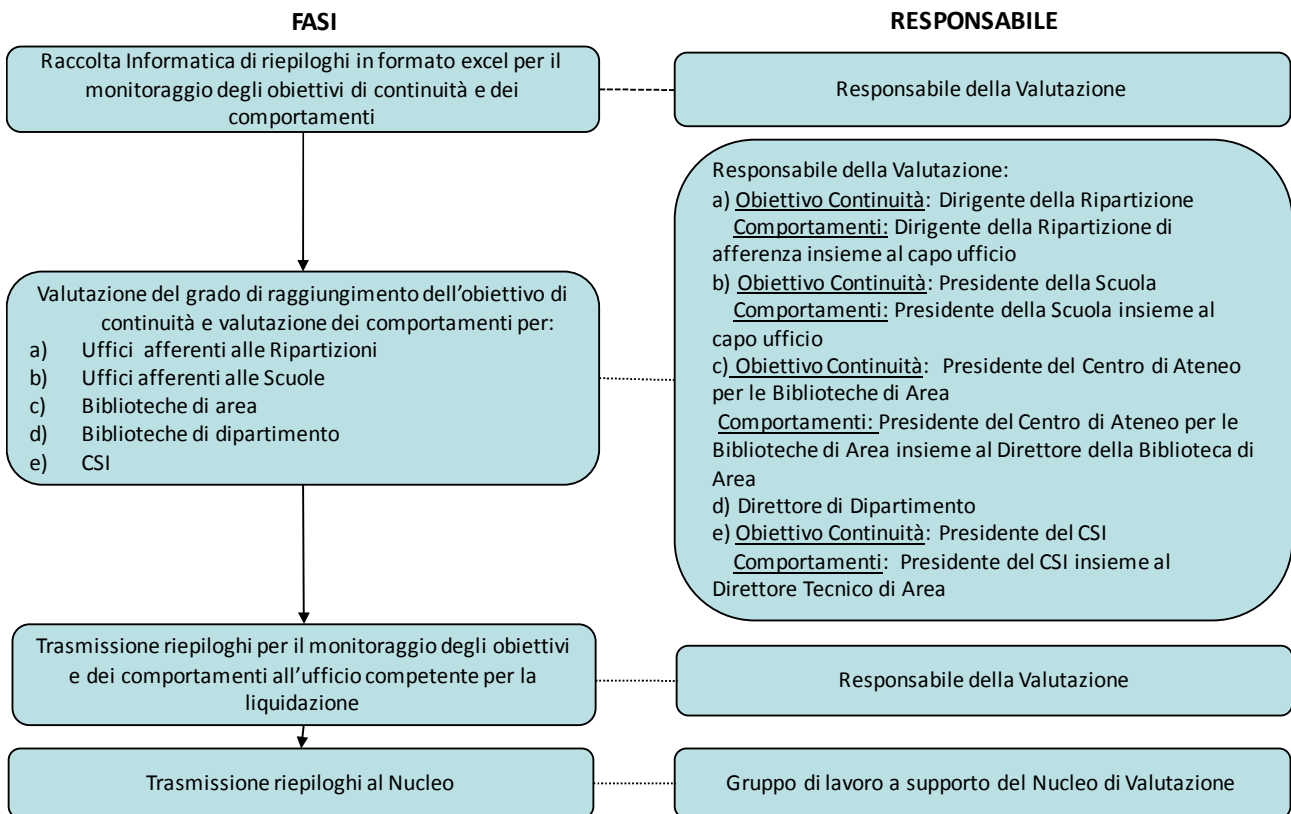 FASI
RESPONSABILE
Raccolta Informatica di riepiloghi in formato excel per il
monitoraggio degli obiettivi di continuità e dei
comportamenti
Responsabile della Valutazione
Valutazione del grado di raggiungimento dell'obiettivo di
continuità e valutazione dei comportamenti per:
a) Uffici afferenti alle Ripartizioni
b) Uffici afferenti alle Scuole
c) Biblioteche di area
d) Biblioteche di dipartimento
e) CSI
Responsabile della Valutazione:
a) Obiettivo Continuità: Dirigente della Ripartizione
Comportamenti: Dirigente della Ripartizione di
afferenza insieme al capo ufficio
b) Obiettivo Continuità: Presidente della Scuola
Comportamenti: Presidente della Scuola insieme al
capo ufficio
c) Obiettivo Continuità: Presidente del Centro di Ateneo
per le Biblioteche di Area
Comportamenti: Presidente del Centro di Ateneo per le
Biblioteche di Area insieme al Direttore della Biblioteca di
Area
d) Direttore di Dipartimento
e) Obiettivo Continuità: Presidente del CSI
Comportamenti: Presidente del CSI insieme al
Direttore Tecnico di Area
Trasmissione riepiloghi per il monitoraggio degli obiettivi
e dei comportamenti all'ufficio competente per la
liquidazione
Responsabile della Valutazione
Trasmissione riepiloghi al Nucleo
Gruppo di lavoro a supporto del Nucleo di Valutazione